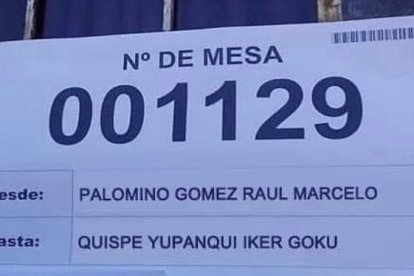 Nº DE MESA
001129
esde: PALOMINO GOMEZ RAUL MARCELO
asta: QUISPE YUPANQUI IKER GOKU